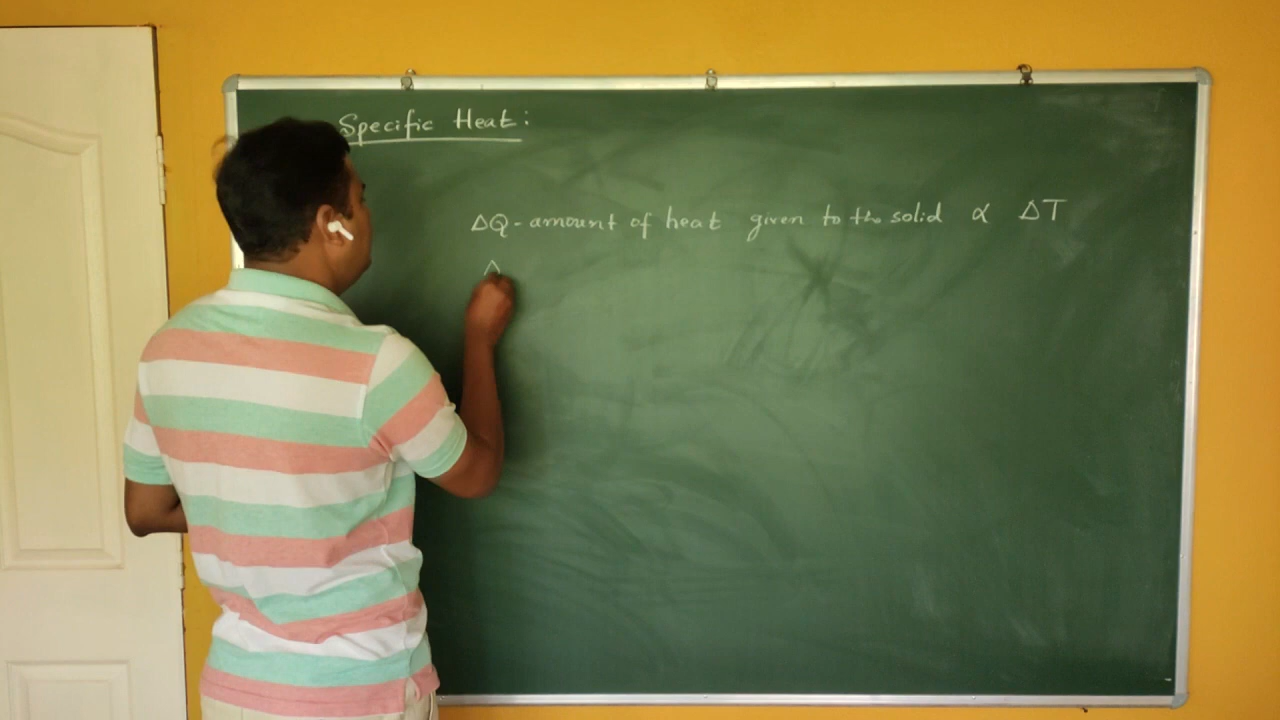 Specific Heat:
ΔQ - amount of heat given to the solid ∝ ΔT
Δ